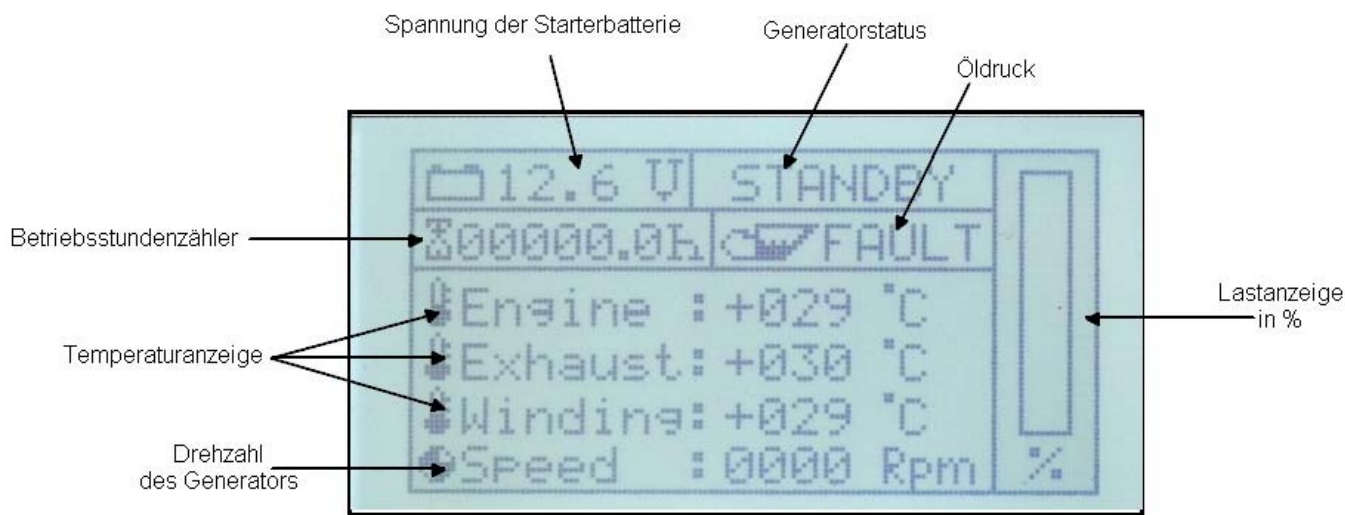 Spannung der Starterbatterie
Generatorstatus
Öldruck
12.6 V
STANDBY
Betriebsstundenzähler
00000.0h
FAULT
Engine : +029 °C
Lastanzeige
in %
Temperaturanzeige
Exhaust: +030 °C
Winding: +029 °C
Drehzahl
des Generators
Speed : 0000 Rpm
%